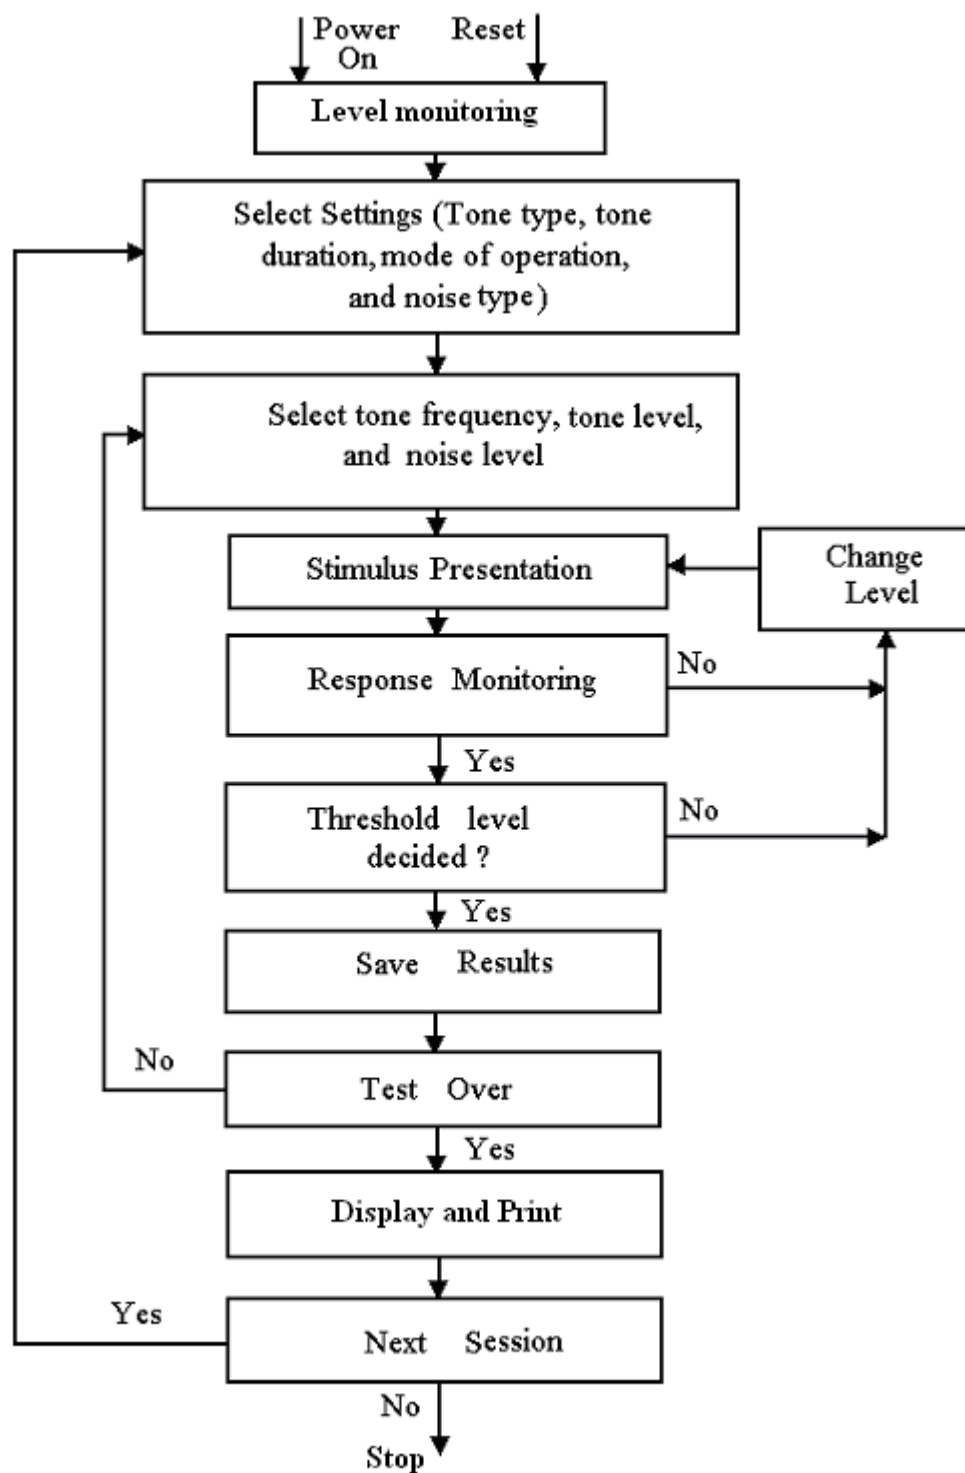 Power Reset
On
Level monitoring
Select Settings (Tone type, tone
duration, mode of operation,
and noise type)
Select tone frequency, tone level,
and noise level
Stimulus Presentation
Change
Level
Response Monitoring
No
Yes
Threshold level
decided ?
No
Yes
Save Results
No
Test Over
Yes
Display and Print
Yes
Next Session
No
Stop